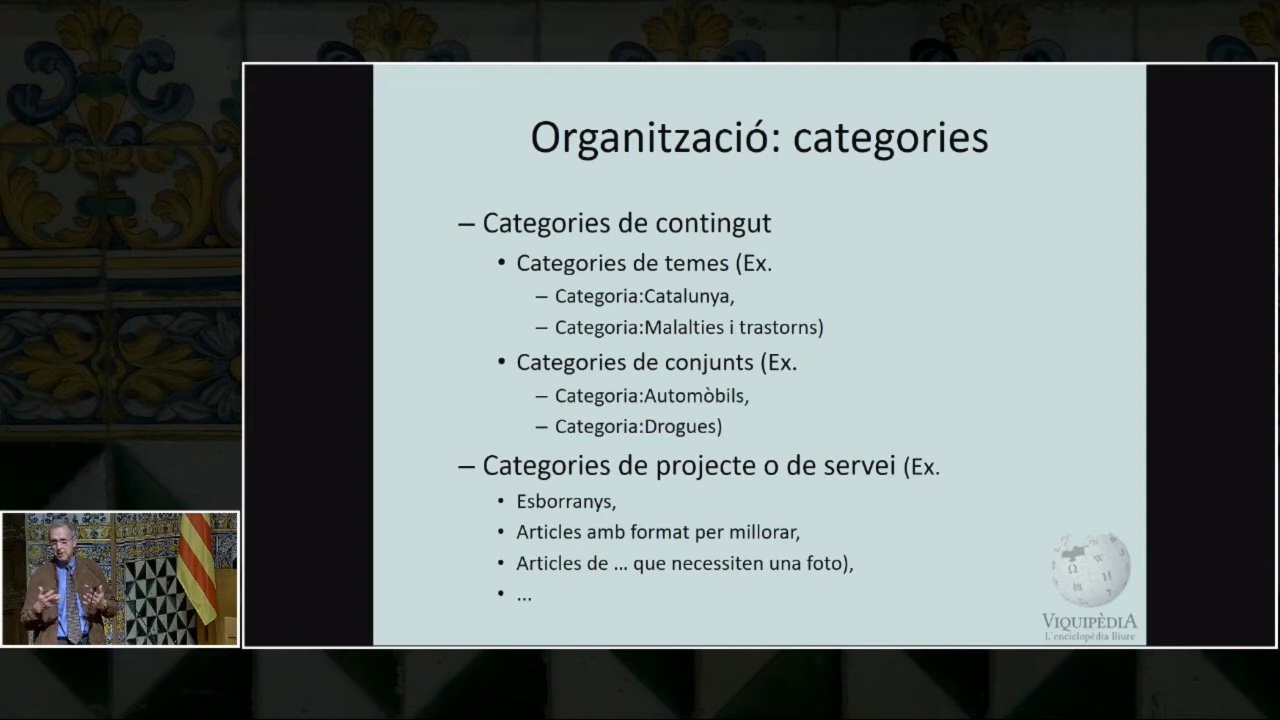 Organització: categories
– Categories de contingut
• Categories de temes (Ex.
– Categoria:Catalunya,
– Categoria:Malalties i trastorns)
• Categories de conjunts (Ex.
– Categoria:Automòbils,
– Categoria:Drogues)
– Categories de projecte o de servei (Ex.
• Esborranys,
• Articles amb format per millorar,
• Articles de ... que necessiten una foto),
• ...
Ω W И
VIQUIPÈDIA
L'enciclopèdia lliure